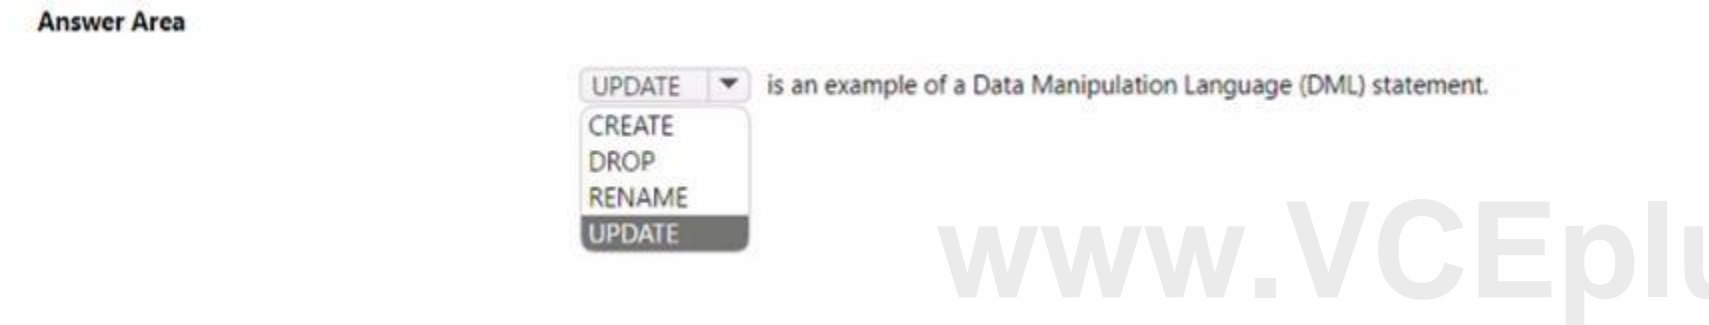 Answer Area
UPDATE is an example of a Data Manipulation Language (DML) statement.
CREATE
DROP
RENAME
UPDATE
www.VCEplu